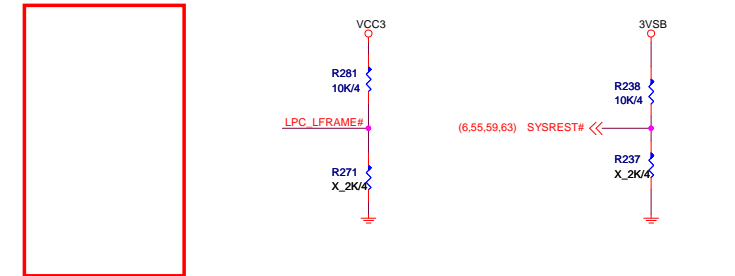 VCC3
3VSB
R281
10K/4
R238
10K/4
LPC_LFRAME#
(6,55,59,63) SYSREST#
R271
X_2K/4
R237
X_2K/4